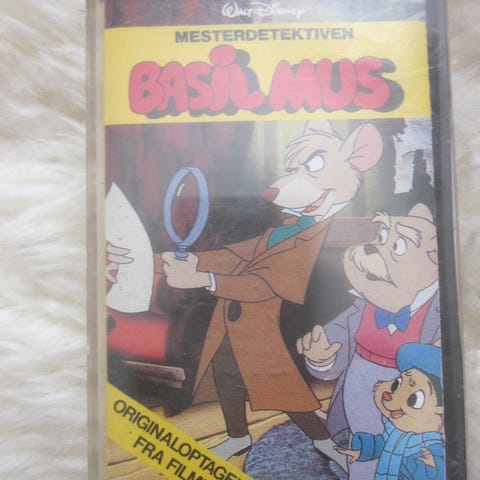 Walt Disney
MESTERDETEKTIVEN
BASIL MUS
ORIGINALOPTAGE
FRA FILM